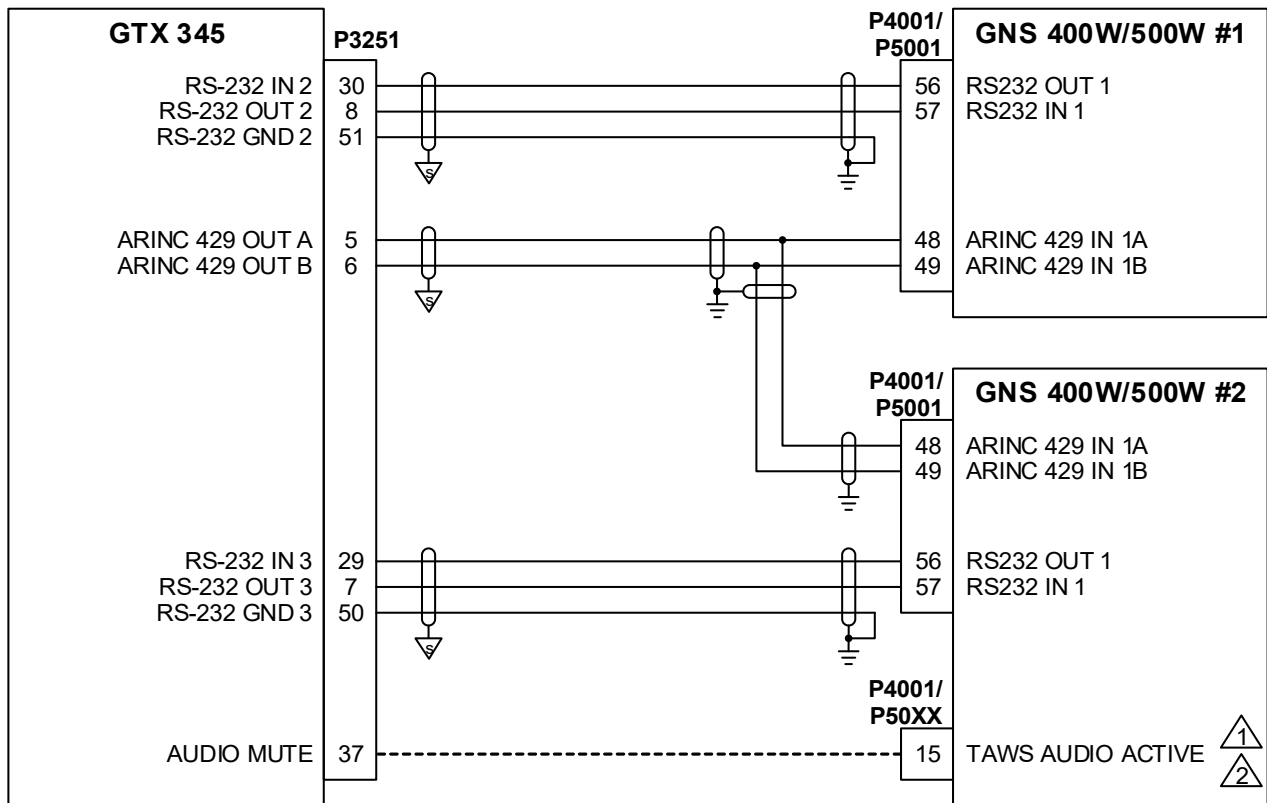 GTX 345
P3251
P4001/
P5001
GNS 400W/500W #1
RS-232 IN 2 30 56 RS232 OUT 1
RS-232 OUT 2 8 57 RS232 IN 1
RS-232 GND 2 51
S
ARINC 429 OUT A 5 48 ARINC 429 IN 1A
ARINC 429 OUT B 6 49 ARINC 429 IN 1B
S
P4001/
P5001
GNS 400W/500W #2
48 ARINC 429 IN 1A
49 ARINC 429 IN 1B
RS-232 IN 3 29 56 RS232 OUT 1
RS-232 OUT 3 7 57 RS232 IN 1
RS-232 GND 3 50
S
P4001/
P50XX
AUDIO MUTE 37 15 TAWS AUDIO ACTIVE 1
2